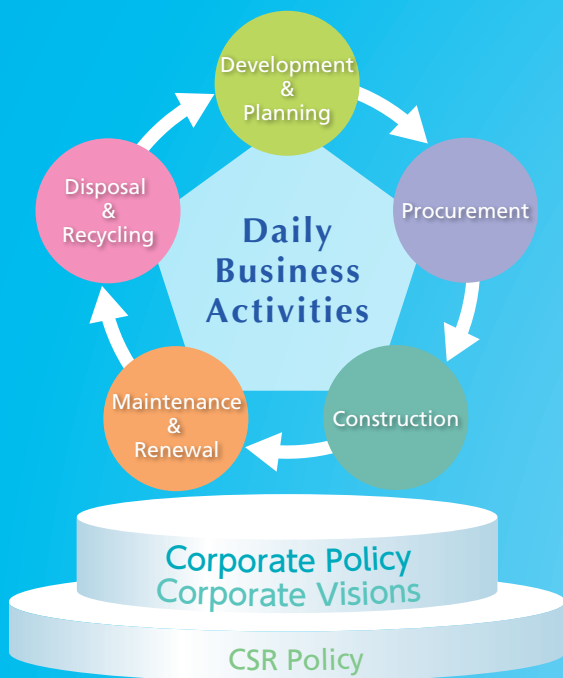 Development
&
Planning
Procurement
Construction
Maintenance
&
Renewal
Disposal
&
Recycling
Daily
Business
Activities
Corporate Policy
Corporate Visions
CSR Policy